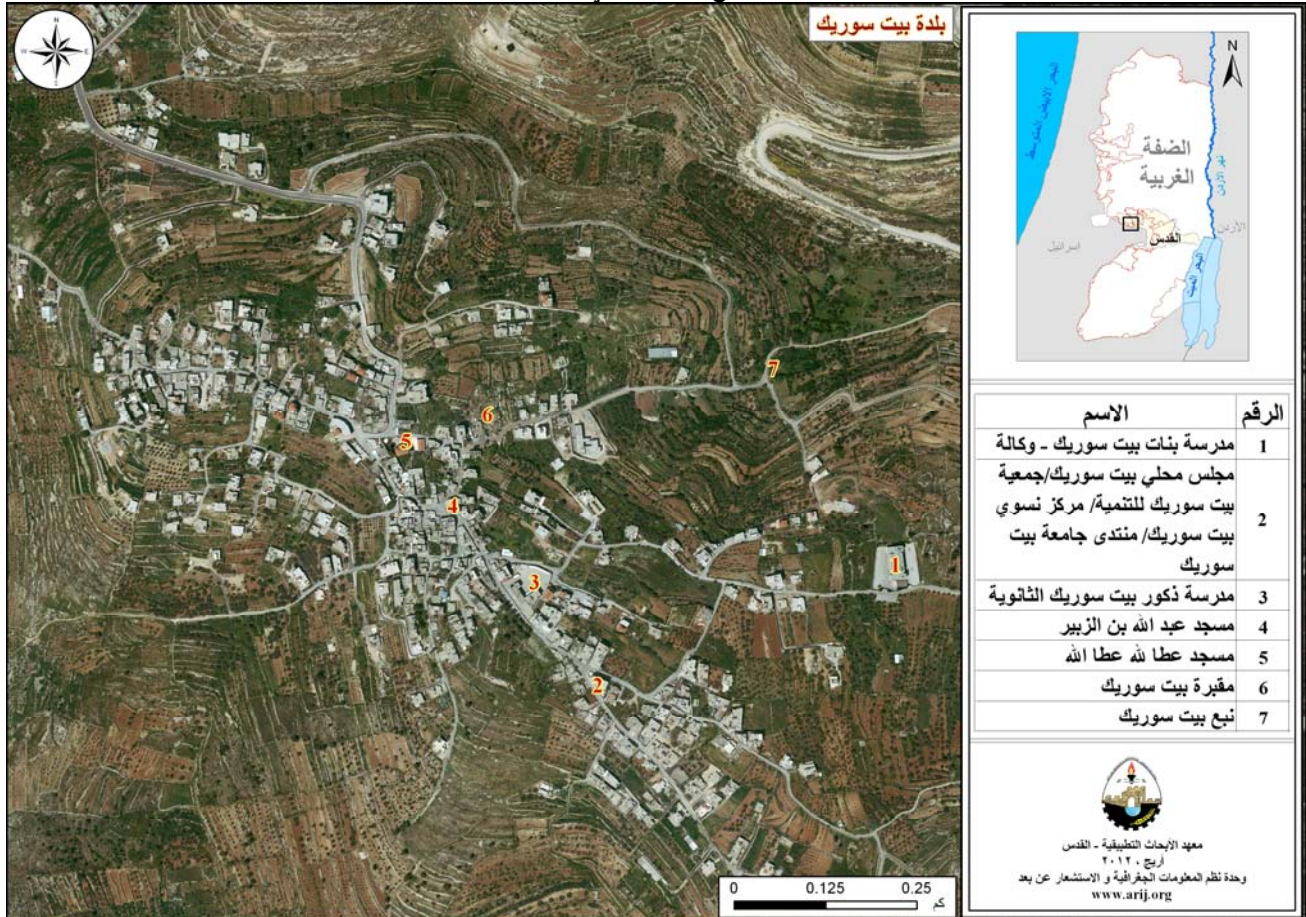 بلدة بيت سوريك
N
W
E
S
7
6
5
4
3
2
1
0
0.125
0.25
كم
N
البحر الابيض المتوسط
الضفة
الغربية
نهر الاردن
الاردن
القدس
اسرائيل
البحر الميت
الرقم الاسم
1 مدرسة بنات بيت سوريك - وكالة
2 مجلس محلي بيت سوريك/جمعية
بيت سوريك للتنمية/ مركز نسوي
بيت سوريك/ منتدى جامعة بيت
سوريك
3 مدرسة ذكور بيت سوريك الثانوية
4 مسجد عبد الله بن الزبير
5 مسجد عطا لله عطا الله
6 مقبرة بيت سوريك
7 نبع بيت سوريك
معهد الأبحاث التطبيقية - القدس
أريج ، ٢٠١٢
وحدة نظم المعلومات الجغرافية و الاستشعار عن بعد
www.arij.org